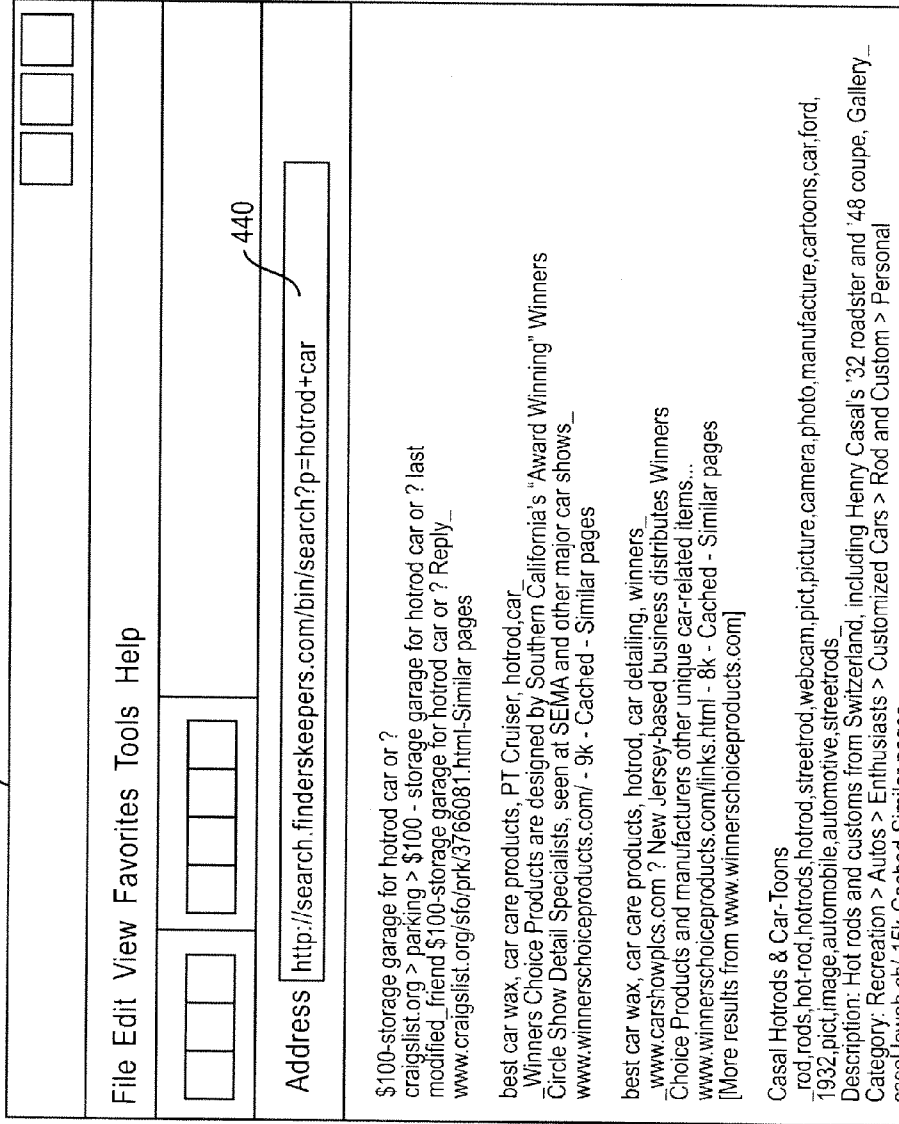 File Edit View Favorites Tools Help
440
Address http://search.finderskeepers.com/bin/search?p=hotrod+car
$100-storage garage for hotrod car or ?
craigslist.org > parking > $100 - storage garage for hotrod car or ? last
modified_friend $100-storage garage for hotrod car or ? Reply_
www.craigslist.org/sfo/prk/3766081.html-Similar pages
best car wax, car care products, PT Cruiser, hotrod,car_
_Winners Choice Products are designed by Southern California's “Award Winning” Winners
Circle Show Detail Specialists, seen at SEMA and other major car shows_
www.winnerschoiceproducts.com/ - 9k - Cached - Similar pages
best car wax, car care products, hotrod, car detailing, winners_
_www.carshowplcs.com ? New Jersey-based business distributes Winners
Choice Products and manufacturers other unique car-related items...
www.winnerschoiceproducts.com/links.html - 8k - Cached - Similar pages
[More results from www.winnerschoiceproducts.com]
Casal Hotrods & Car-Toons
_rod,rods,hot-rod,hotrods,hotrod,streetrod,webcam,pict,picture,camera,photo,manufacture,cartoons,car,ford,
1932,pict,image,automobile,automotive,streetrods_
Description: Hot rods and customs from Switzerland, including Henry Casal's '32 roadster and '48 coupe, Gallery_
Category: Recreation > Autos > Enthusiasts > Customized Cars > Rod and Custom > Personal
15k Cached Similar pages